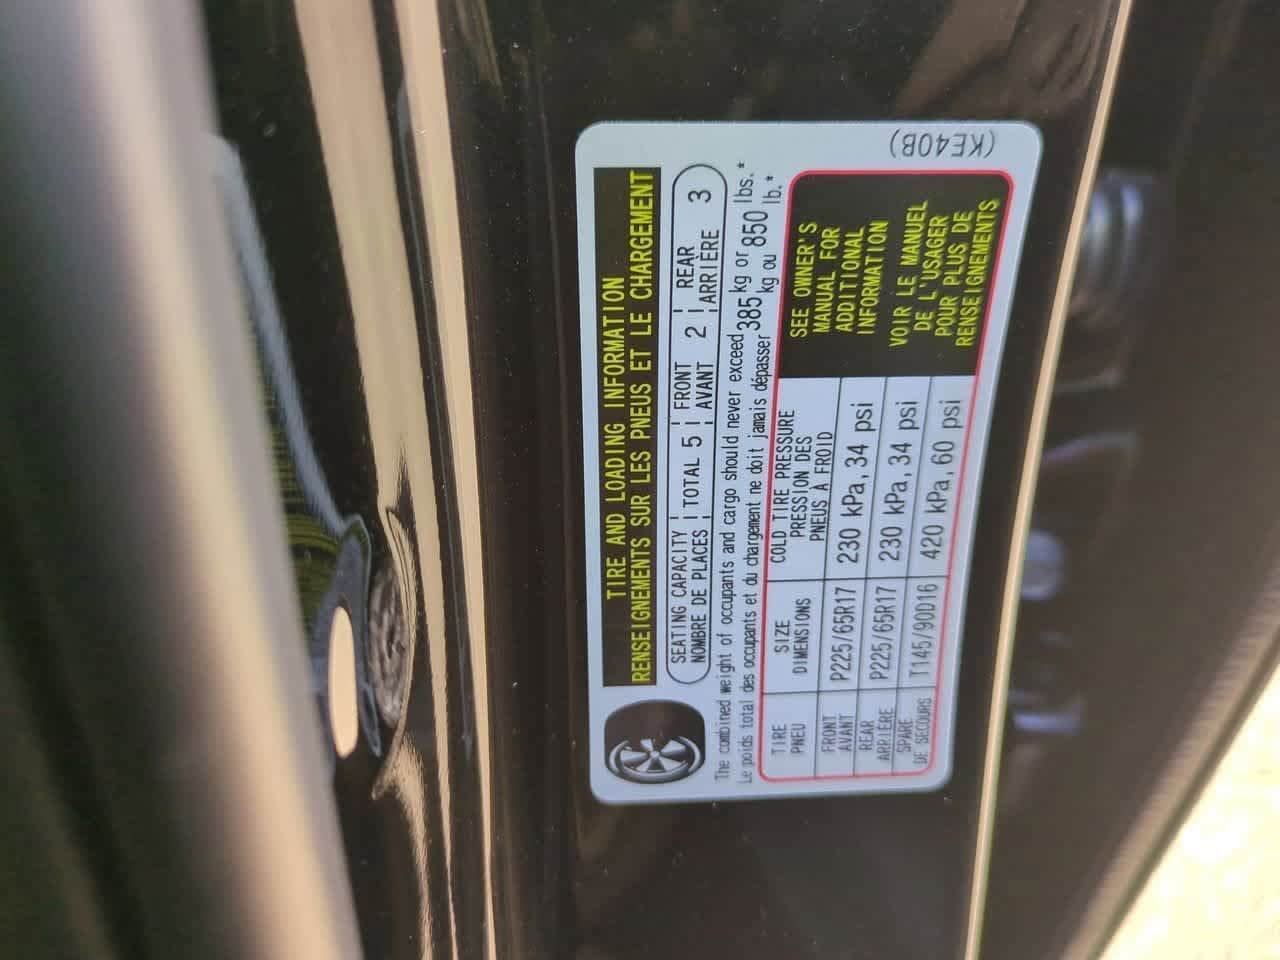 TIRE AND LOADING INFORMATION
RENSEIGNEMENTS SUR LES PNEUS ET LE CHARGEMENT
SEATING CAPACITY TOTAL 5 FRONT 2 REAR 3
NOMBRE DE PLACES AVANT ARRIÈRE
The combined weight of occupants and cargo should never exceed 385 kg or 850 lbs.*
Le poids total des occupants et du chargement ne doit jamais dépasser 385 kg ou 850 lb.*
TIRE SIZE COLD TIRE PRESSURE
PNEU DIMENSIONS PRESSION DES
PNEUS À FROID
FRONT P225/65R17 230 kPa, 34 psi
AVANT
REAR P225/65R17 230 kPa, 34 psi
ARRIÈRE
SPARE T145/90D16 420 kPa, 60 psi
DE SECOURS
SEE OWNER'S
MANUAL FOR
ADDITIONAL
INFORMATION
VOIR LE MANUEL
DE L'USAGER
POUR PLUS DE
RENSEIGNEMENTS
(KE40B)